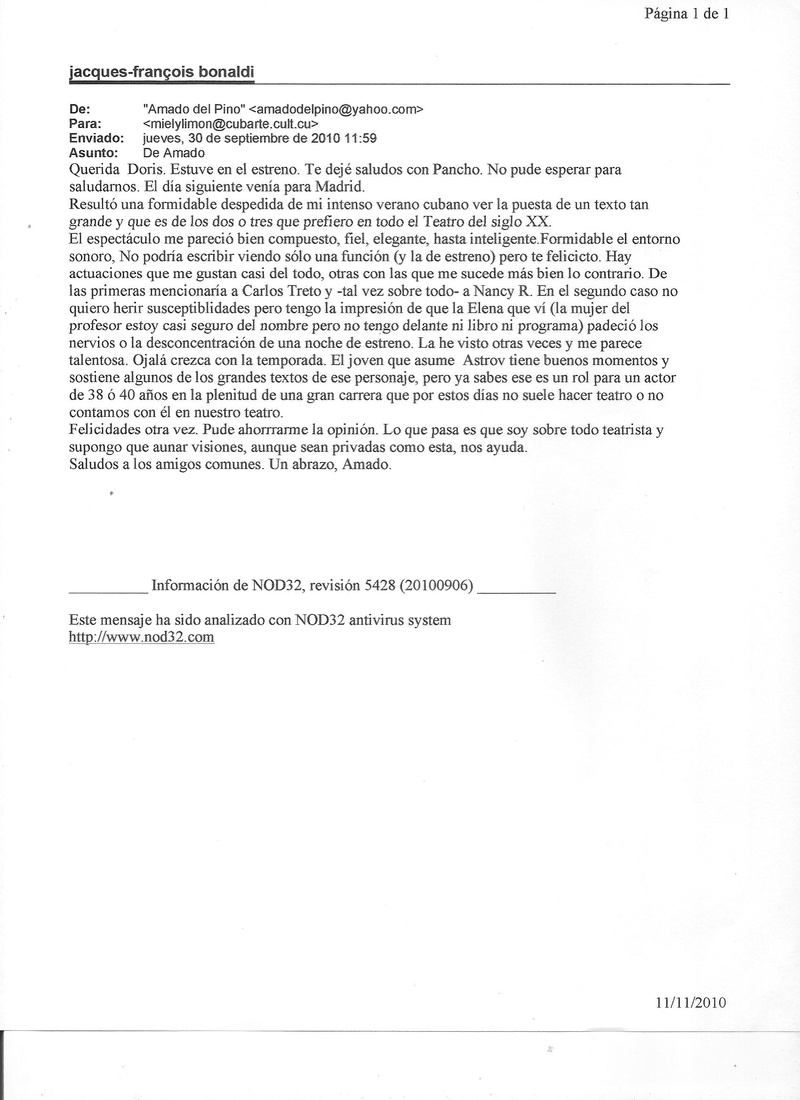 Página 1 de 1
jacques-françois bonaldi
De: "Amado del Pino" <amadodelpino@yahoo.com>
Para: <mielylimon@cubarte.cult.cu>
Enviado: jueves, 30 de septiembre de 2010 11:59
Asunto: De Amado
Querida Doris. Estuve en el estreno. Te dejé saludos con Pancho. No pude esperar para
saludarnos. El día siguiente venía para Madrid.
Resultó una formidable despedida de mi intenso verano cubano ver la puesta de un texto tan
grande y que es de los dos o tres que prefiero en todo el Teatro del siglo XX.
El espectáculo me pareció bien compuesto, fiel, elegante, hasta inteligente.Formidable el entorno
sonoro, No podría escribir viendo sólo una función (y la de estreno) pero te felicicto. Hay
actuaciones que me gustan casi del todo, otras con las que me sucede más bien lo contrario. De
las primeras mencionaría a Carlos Treto y -tal vez sobre todo- a Nancy R. En el segundo caso no
quiero herir susceptiblidades pero tengo la impresión de que la Elena que ví (la mujer del
profesor estoy casi seguro del nombre pero no tengo delante ni libro ni programa) padeció los
nervios o la desconcentración de una noche de estreno. La he visto otras veces y me parece
talentosa. Ojalá crezca con la temporada. El joven que asume Astrov tiene buenos momentos y
sostiene algunos de los grandes textos de ese personaje, pero ya sabes ese es un rol para un actor
de 38 ó 40 años en la plenitud de una gran carrera que por estos días no suele hacer teatro o no
contamos con él en nuestro teatro.
Felicidades otra vez. Pude ahorrrarme la opinión. Lo que pasa es que soy sobre todo teatrista y
supongo que aunar visiones, aunque sean privadas como esta, nos ayuda.
Saludos a los amigos comunes. Un abrazo, Amado.
__________ Información de NOD32, revisión 5428 (20100906) __________
Este mensaje ha sido analizado con NOD32 antivirus system
http://www.nod32.com
11/11/2010